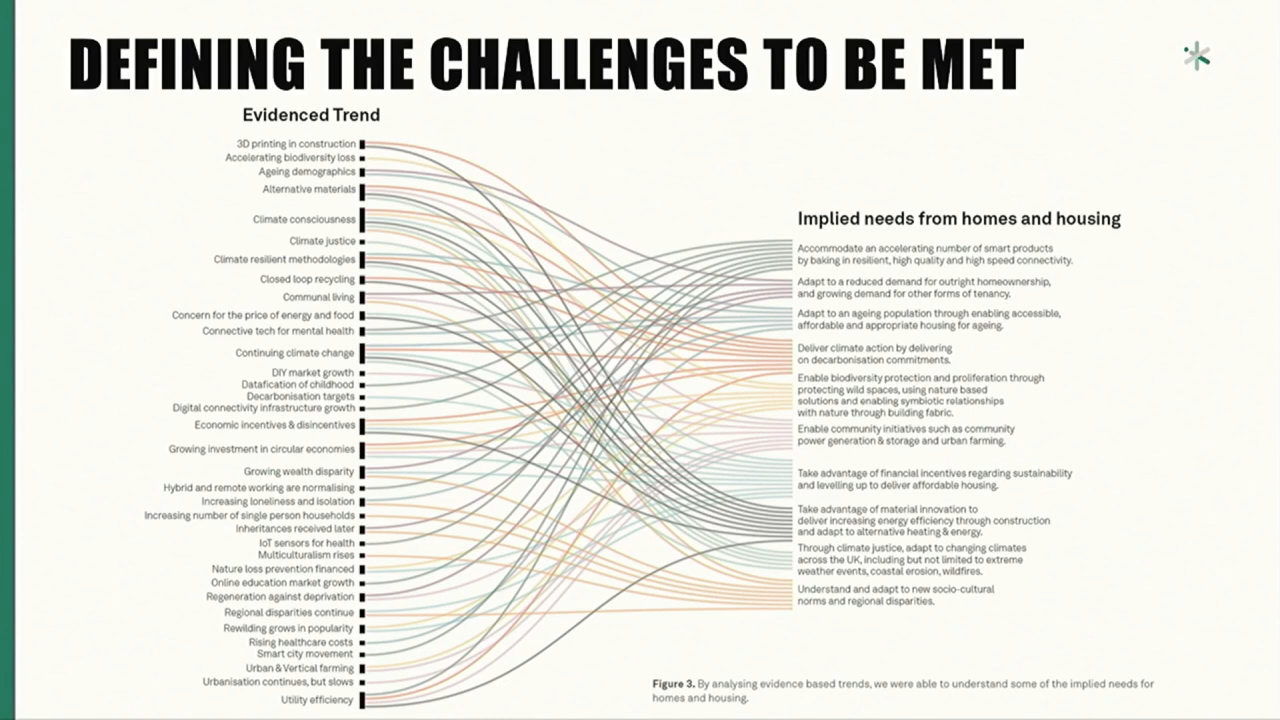 DEFINING THE CHALLENGES TO BE MET
Evidenced Trend
3D printing in construction
Accelerating biodiversity loss
Ageing demographics
Alternative materials
Climate consciousness
Climate justice
Climate resilient methodologies
Closed loop recycling
Communal living
Concern for the price of energy and food
Connective tech for mental health
Continuing climate change
DIY market growth
Datafication of childhood
Decarbonisation targets
Digital connectivity infrastructure growth
Economic incentives & disincentives
Growing investment in circular economies
Growing wealth disparity
Hybrid and remote working are normalising
Increasing loneliness and isolation
Increasing number of single person households
Inheritances received later
IoT sensors for health
Multiculturalism rises
Nature loss prevention financed
Online education market growth
Regeneration against deprivation
Regional disparities continue
Rewilding grows in popularity
Rising healthcare costs
Smart city movement
Urban & Vertical farming
Urbanisation continues, but slows
Utility efficiency
Implied needs from homes and housing
Accommodate an accelerating number of smart products
by baking in resilient, high quality and high speed connectivity.
Adapt to a reduced demand for outright homeownership,
and growing demand for other forms of tenancy.
Adapt to an ageing population through enabling accessible,
affordable and appropriate housing for ageing.
Deliver climate action by delivering
on decarbonisation commitments.
Enable biodiversity protection and proliferation through
protecting wild spaces, using nature based
solutions and enabling symbiotic relationships
with nature through building fabric.
Enable community initiatives such as community
power generation & storage and urban farming.
Take advantage of financial incentives regarding sustainability
and levelling up to deliver affordable housing.
Take advantage of material innovation to
deliver increasing energy efficiency through construction
and adapt to alternative heating & energy.
Through climate justice, adapt to changing climates
across the UK, including but not limited to extreme
weather events, coastal erosion, wildfires.
Understand and adapt to new socio-cultural
norms and regional disparities.
Figure 3. By analysing evidence based trends, we were able to understand some of the implied needs for
homes and housing.